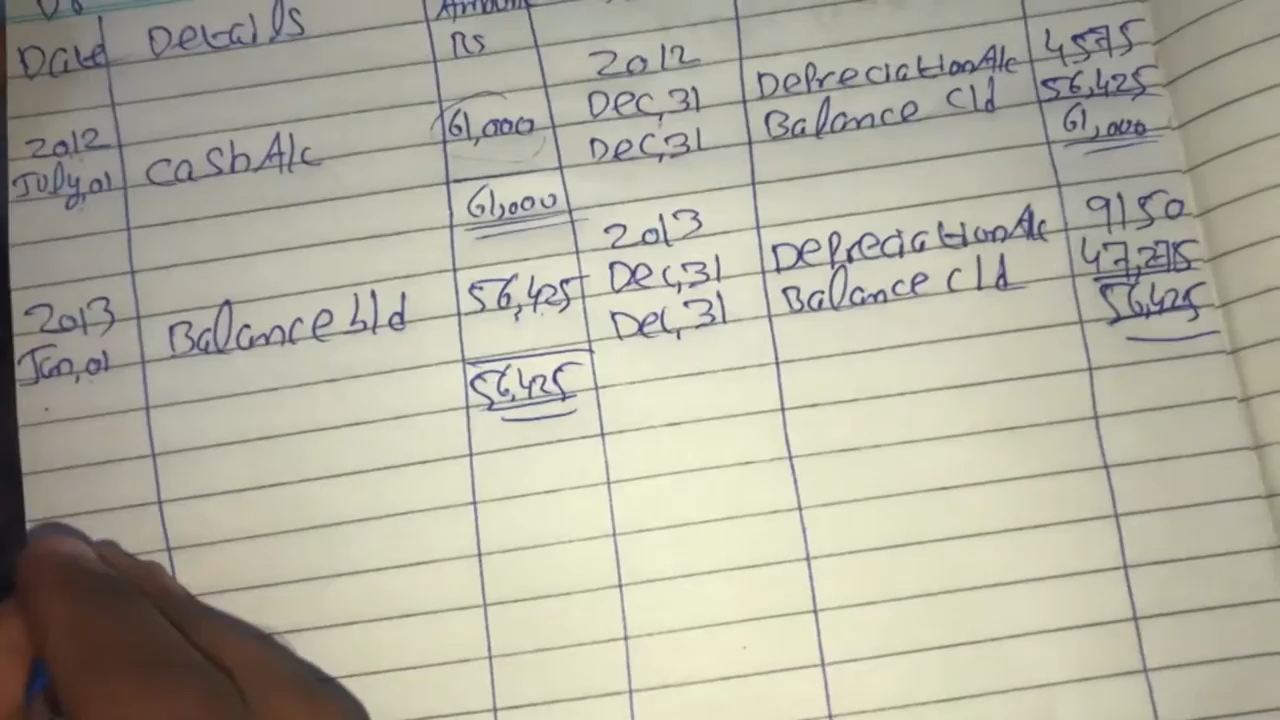 Date Details Amount
Rs
2012
July,01 Cash A/c 61,000
61,000
2013
Jan,01 Balance b/d 56,425
56,425
2012
Dec,31 Depreciation A/c 4575
Dec,31 Balance C/d 56,425
61,000
2013
Dec,31 Depreciation A/c 9150
Dec,31 Balance C/d 47,275
56,425